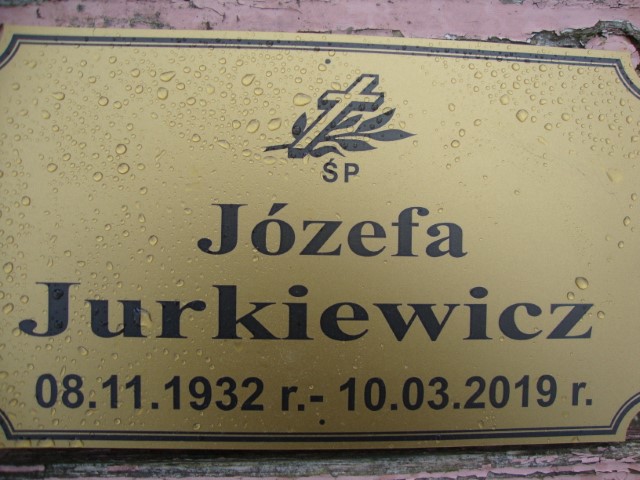 ŚP
Józefa
Jurkiewicz
08.11.1932 r.- 10.03.2019 r.